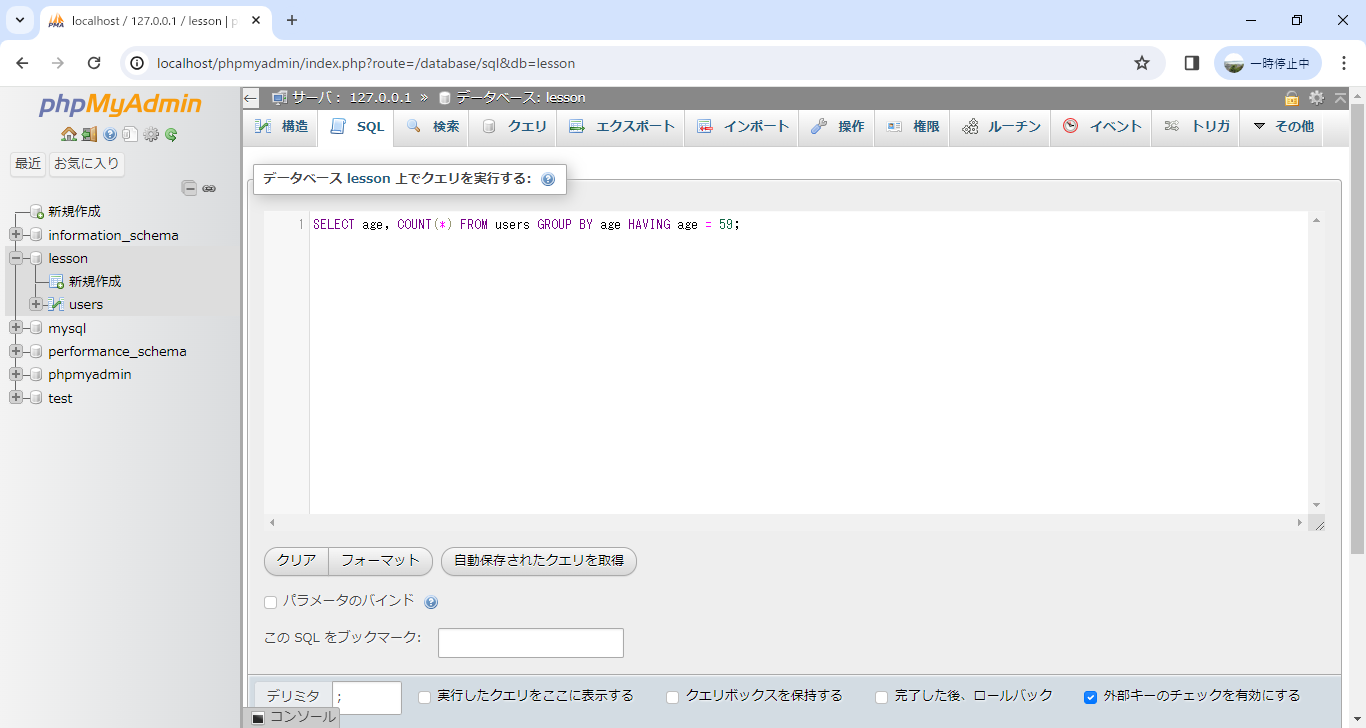 localhost / 127.0.0.1 / lesson | p
localhost/phpmyadmin/index.php?route=/database/sql&db=lesson
一時停止中
phpMyAdmin
最近 お気に入り
新規作成
information_schema
lesson
新規作成
users
mysql
performance_schema
phpmyadmin
test
サーバ： 127.0.0.1 » データベース: lesson
構造 SQL 検索 クエリ エクスポート インポート 操作 権限 ルーチン イベント トリガ その他
データベース lesson 上でクエリを実行する:
1 SELECT age, COUNT(*) FROM users GROUP BY age HAVING age = 59;
クリア フォーマット 自動保存されたクエリを取得
パラメータのバインド
この SQL をブックマーク:
デリミタ ; 実行したクエリをここに表示する クエリボックスを保持する 完了した後、ロールバック 外部キーのチェックを有効にする
コンソール